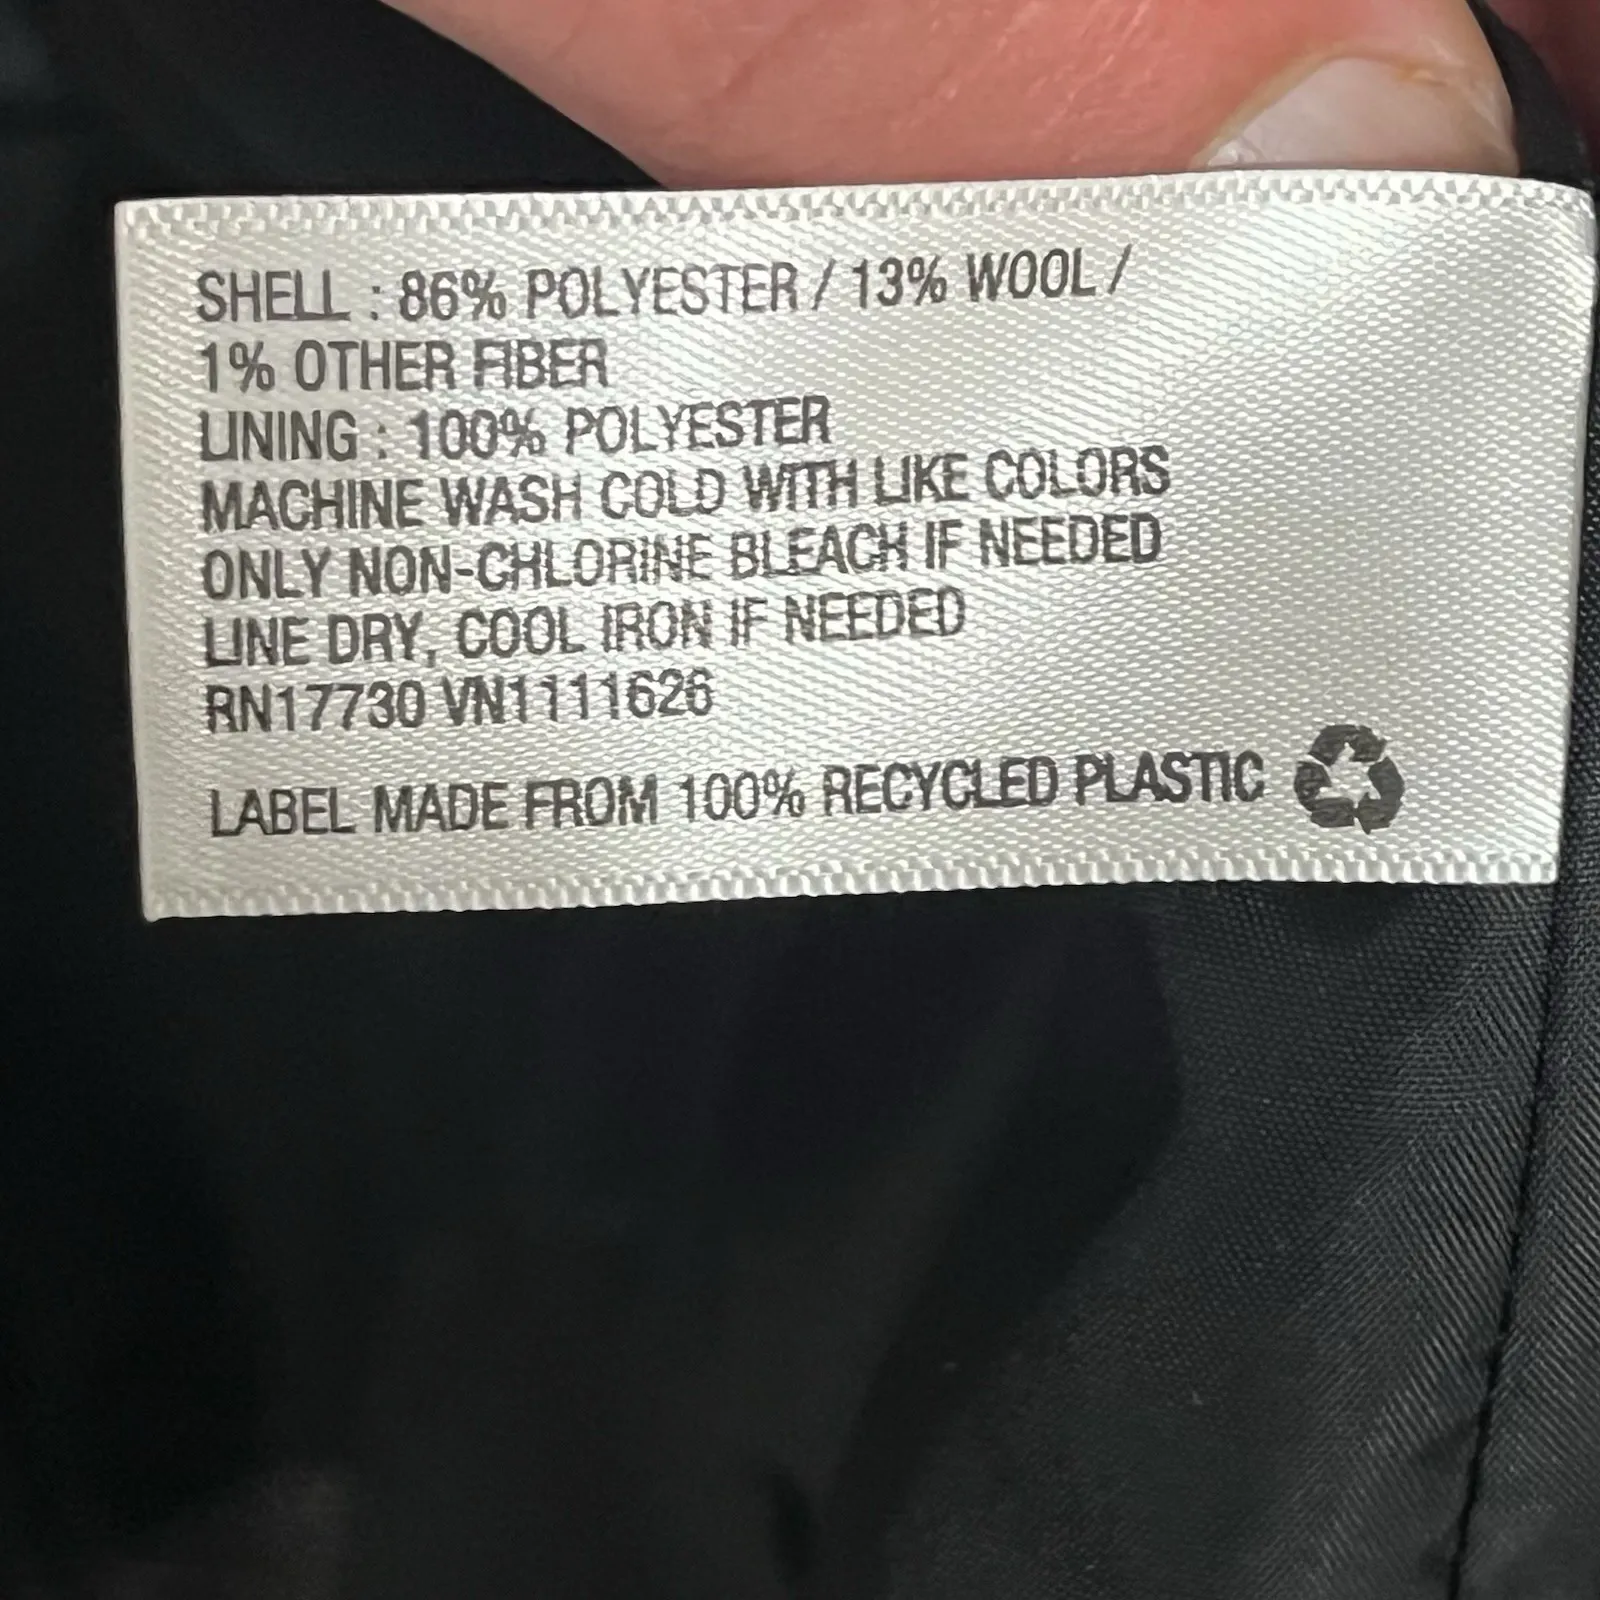 SHELL : 86% POLYESTER / 13% WOOL /
1% OTHER FIBER
LINING : 100% POLYESTER
MACHINE WASH COLD WITH LIKE COLORS
ONLY NON-CHLORINE BLEACH IF NEEDED
LINE DRY, COOL IRON IF NEEDED
RN17730 VN1111626
LABEL MADE FROM 100% RECYCLED PLASTIC